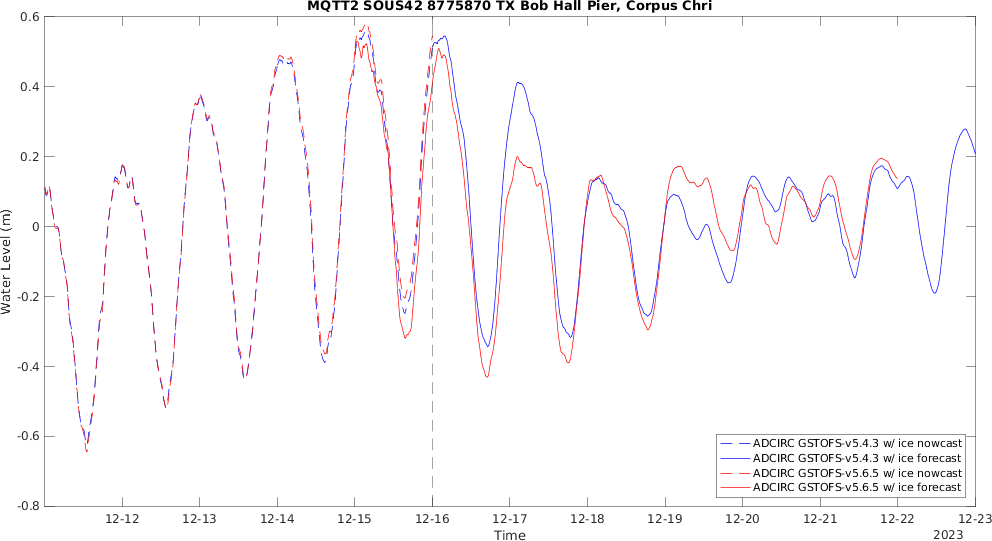 MQTT2 SOUS42 8775870 TX Bob Hall Pier, Corpus Chri
0.6
0.4
0.2
0
-0.2
-0.4
-0.6
-0.8
Water Level (m)
ADCIRC GSTOFS-v5.4.3 w/ ice nowcast
ADCIRC GSTOFS-v5.4.3 w/ ice forecast
ADCIRC GSTOFS-v5.6.5 w/ ice nowcast
ADCIRC GSTOFS-v5.6.5 w/ ice forecast
12-12 12-13 12-14 12-15 12-16 12-17 12-18 12-19 12-20 12-21 12-22 12-23
Time
2023